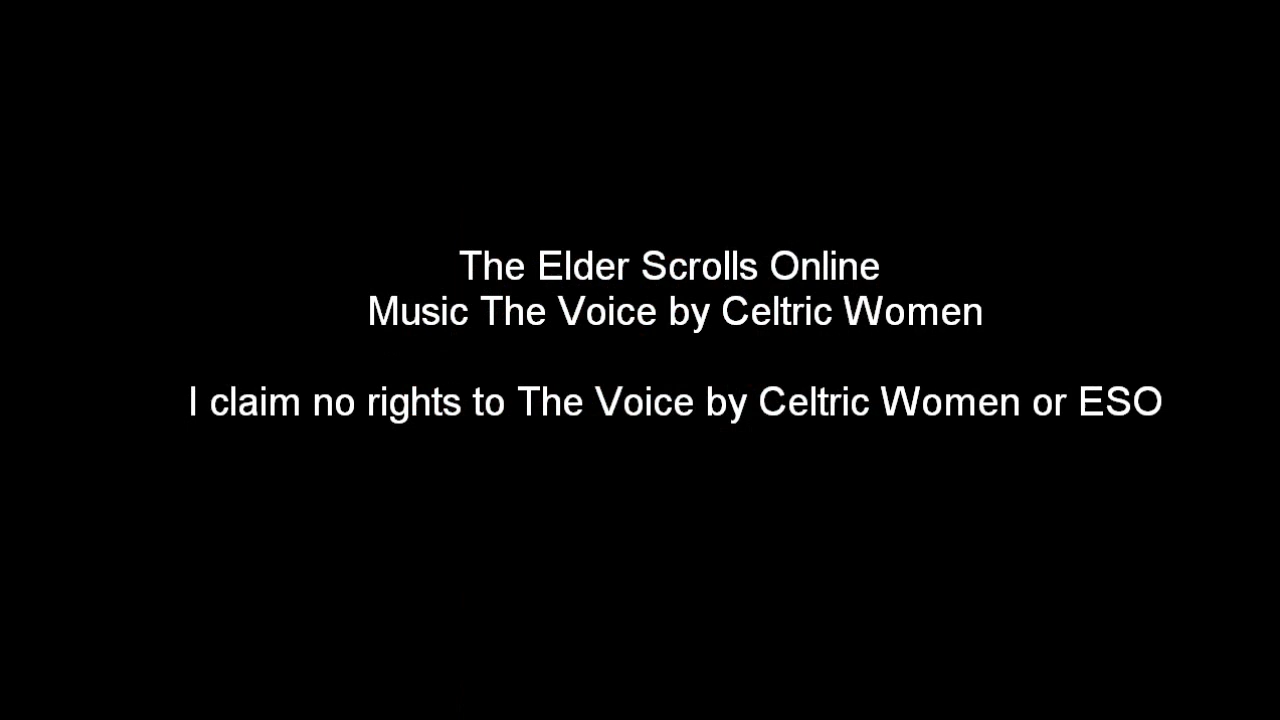 The Elder Scrolls Online
Music The Voice by Celtric Women
I claim no rights to The Voice by Celtric Women or ESO